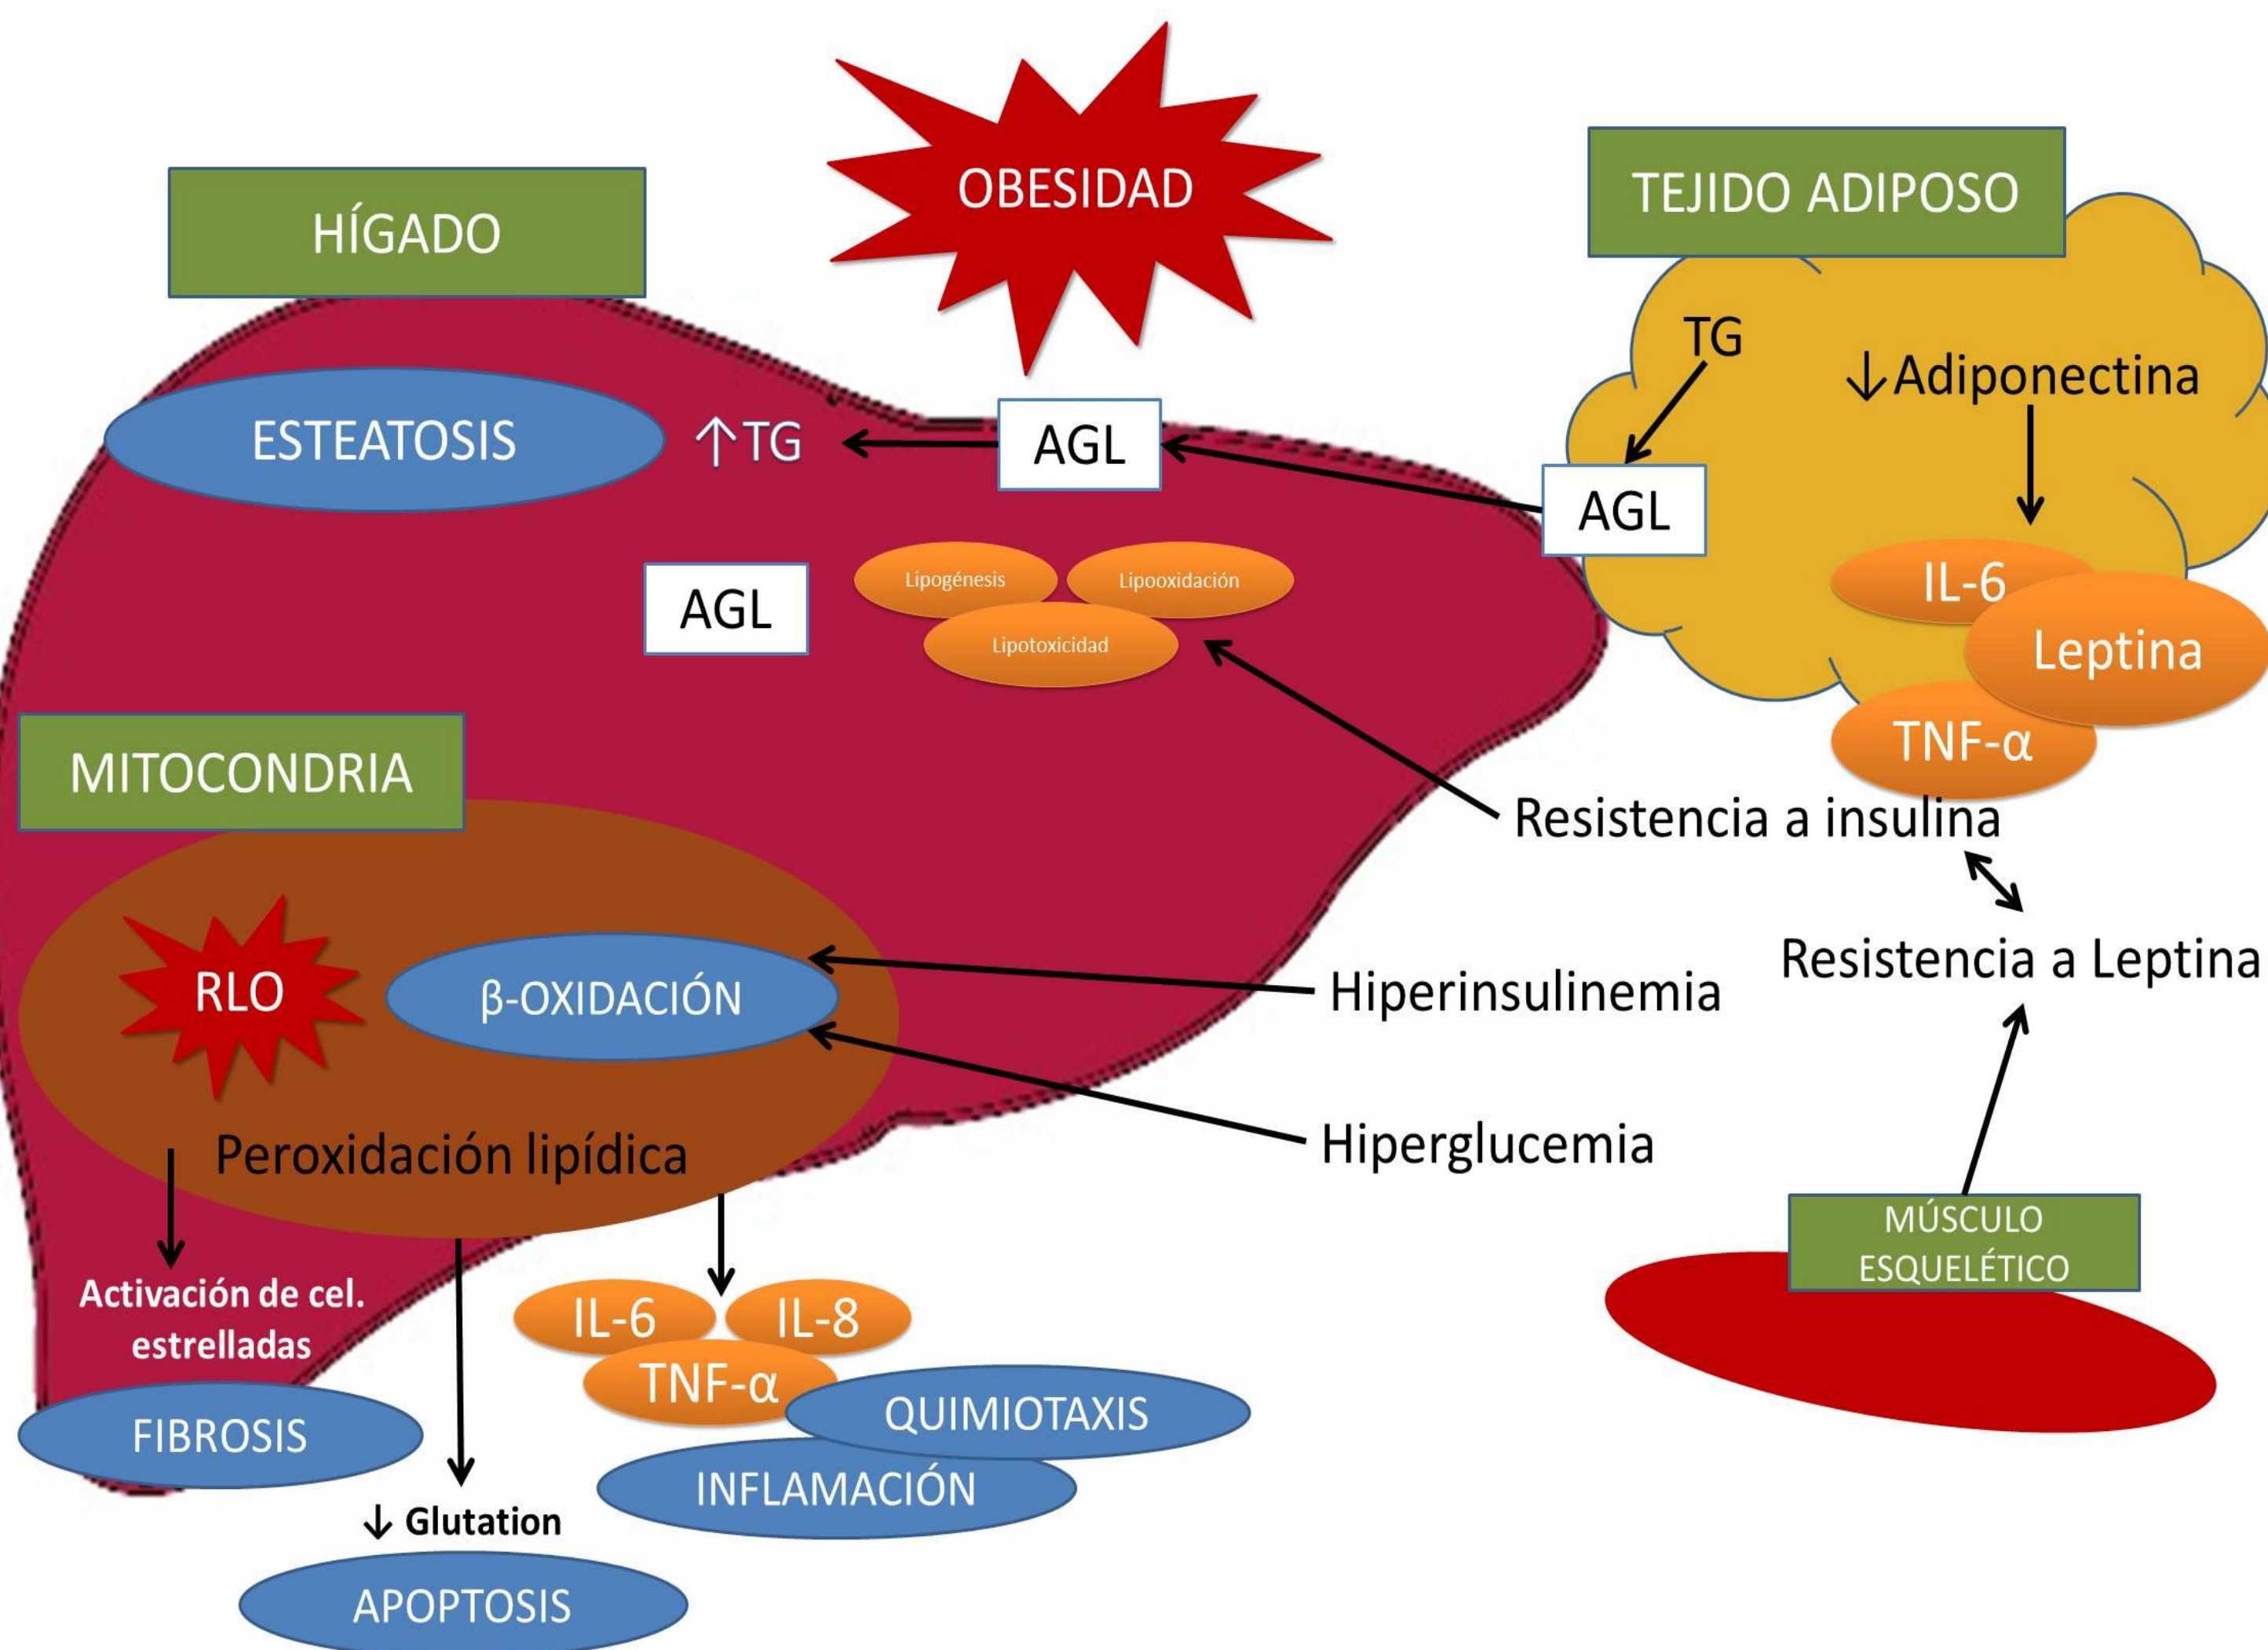 OBESIDAD
HÍGADO
TEJIDO ADIPOSO
TG
↓Adiponectina
ESTEATOSIS
↑TG
AGL
AGL
AGL
Lipogénesis
Lipooxidación
Lipotoxicidad
IL-6
Leptina
TNF-α
MITOCONDRIA
Resistencia a insulina
Resistencia a Leptina
RLO
β-OXIDACIÓN
Hiperinsulinemia
Hiperglucemia
Peroxidación lipídica
MÚSCULO
ESQUELÉTICO
Activación de cel.
estrelladas
IL-6
IL-8
TNF-α
QUIMIOTAXIS
FIBROSIS
INFLAMACIÓN
↓ Glutation
APOPTOSIS